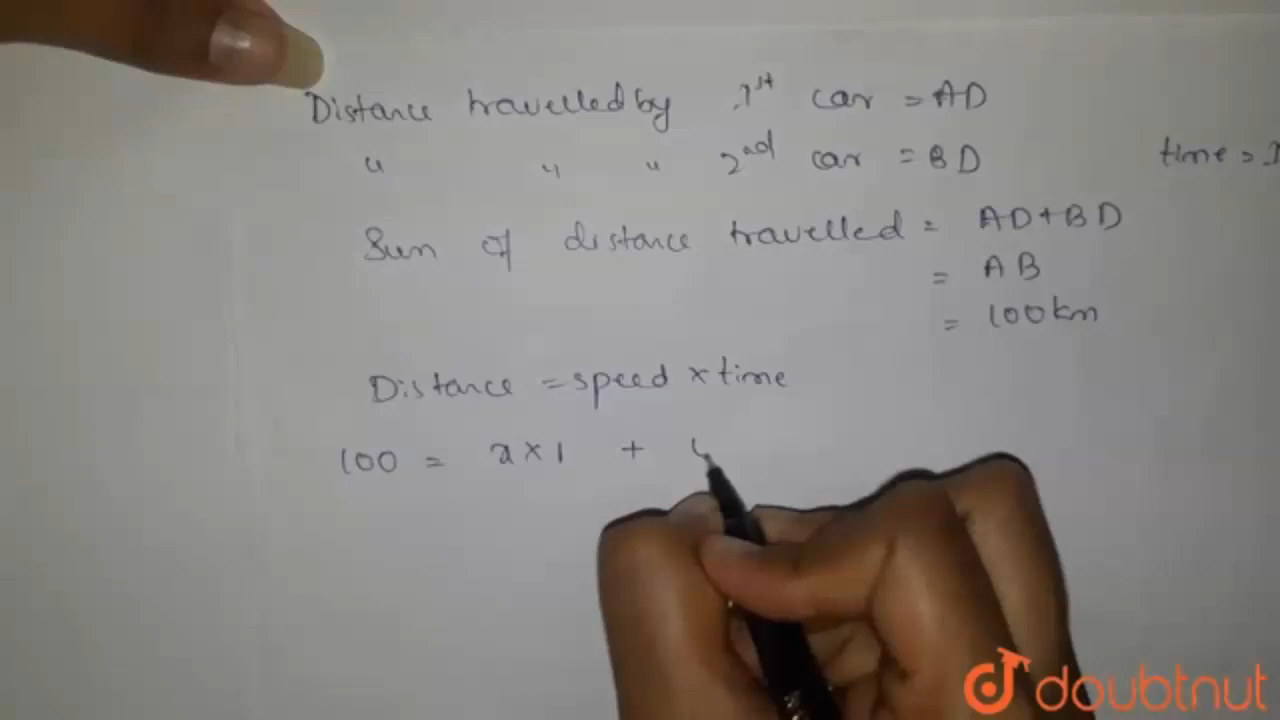 Distance travelled by 1st car = AD
" " " 2nd car = BD
time =
Sum of distance travelled = AD+BD
= AB
= 100km
Distance = speed × time
100 = x×1 +
doubtnut